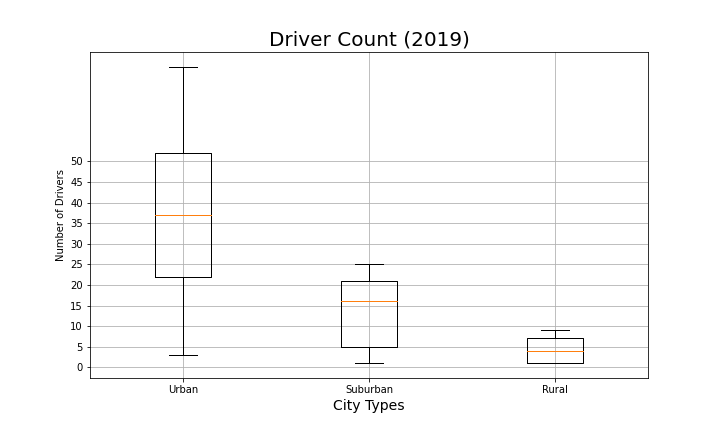 Driver Count (2019)
Number of Drivers
50
45
40
35
30
25
20
15
10
5
0
Urban
Suburban
Rural
City Types